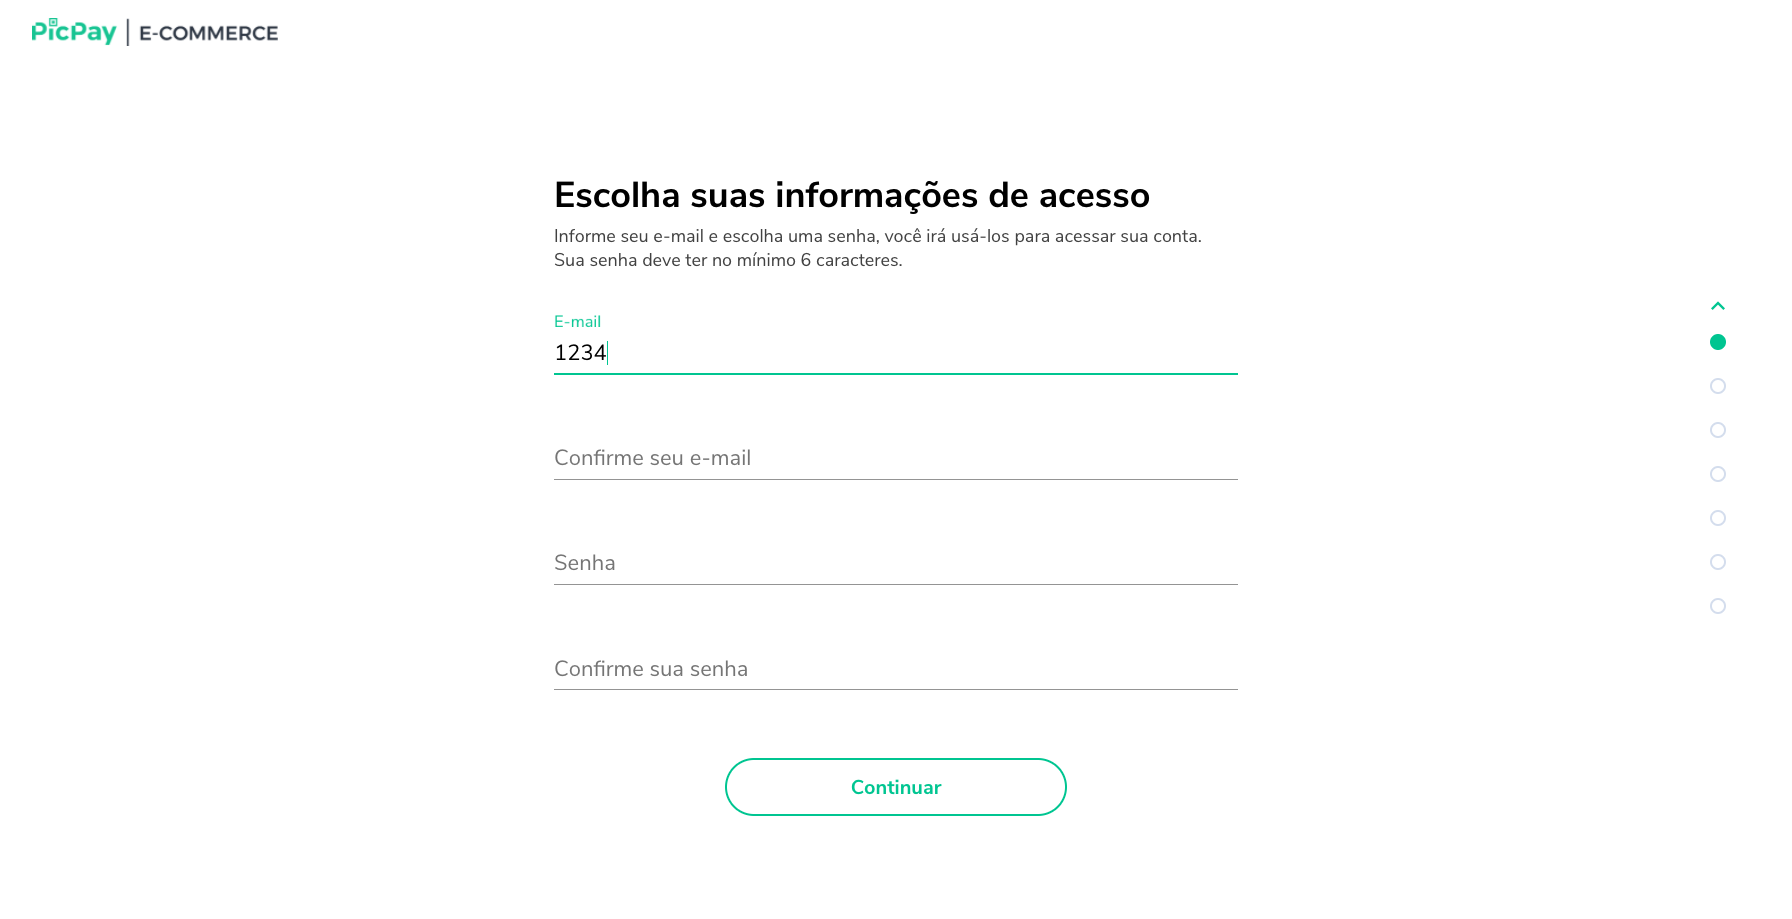 PicPay | E-COMMERCE
Escolha suas informações de acesso
Informe seu e-mail e escolha uma senha, você irá usá-los para acessar sua conta.
Sua senha deve ter no mínimo 6 caracteres.
E-mail
1234
Confirme seu e-mail
Senha
Confirme sua senha
Continuar